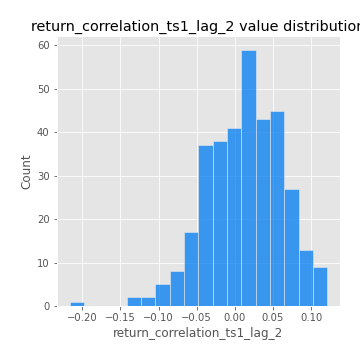 return_correlation_ts1_lag_2 value distribution
60
50
40
30
20
10
0
Count
−0.20 −0.15 −0.10 −0.05 0.00 0.05 0.10
return_correlation_ts1_lag_2